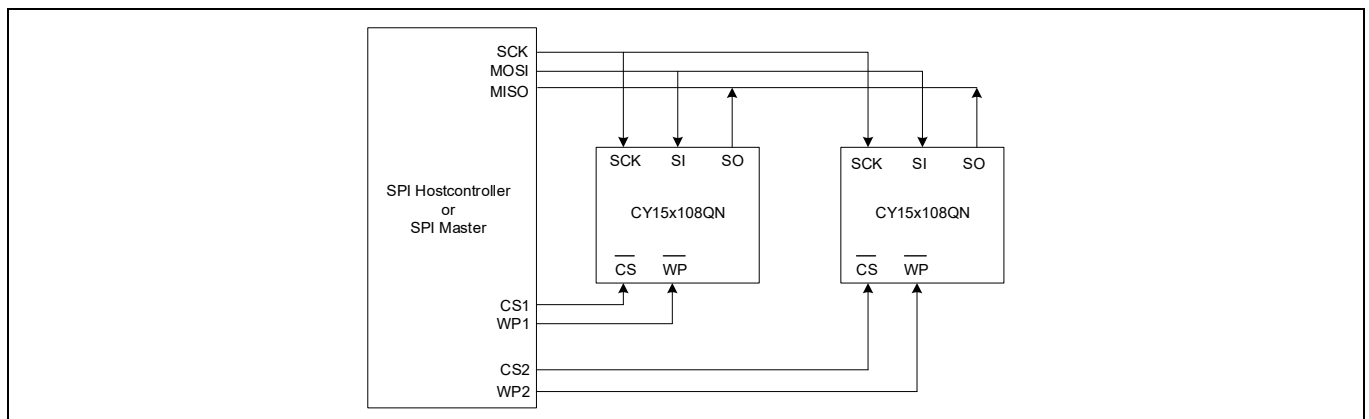 SCK
MOSI
MISO
SPI Hostcontroller
or
SPI Master
CS1
WP1
CS2
WP2
SCK SI SO
CY15x108QN
CS WP
SCK SI SO
CY15x108QN
CS WP